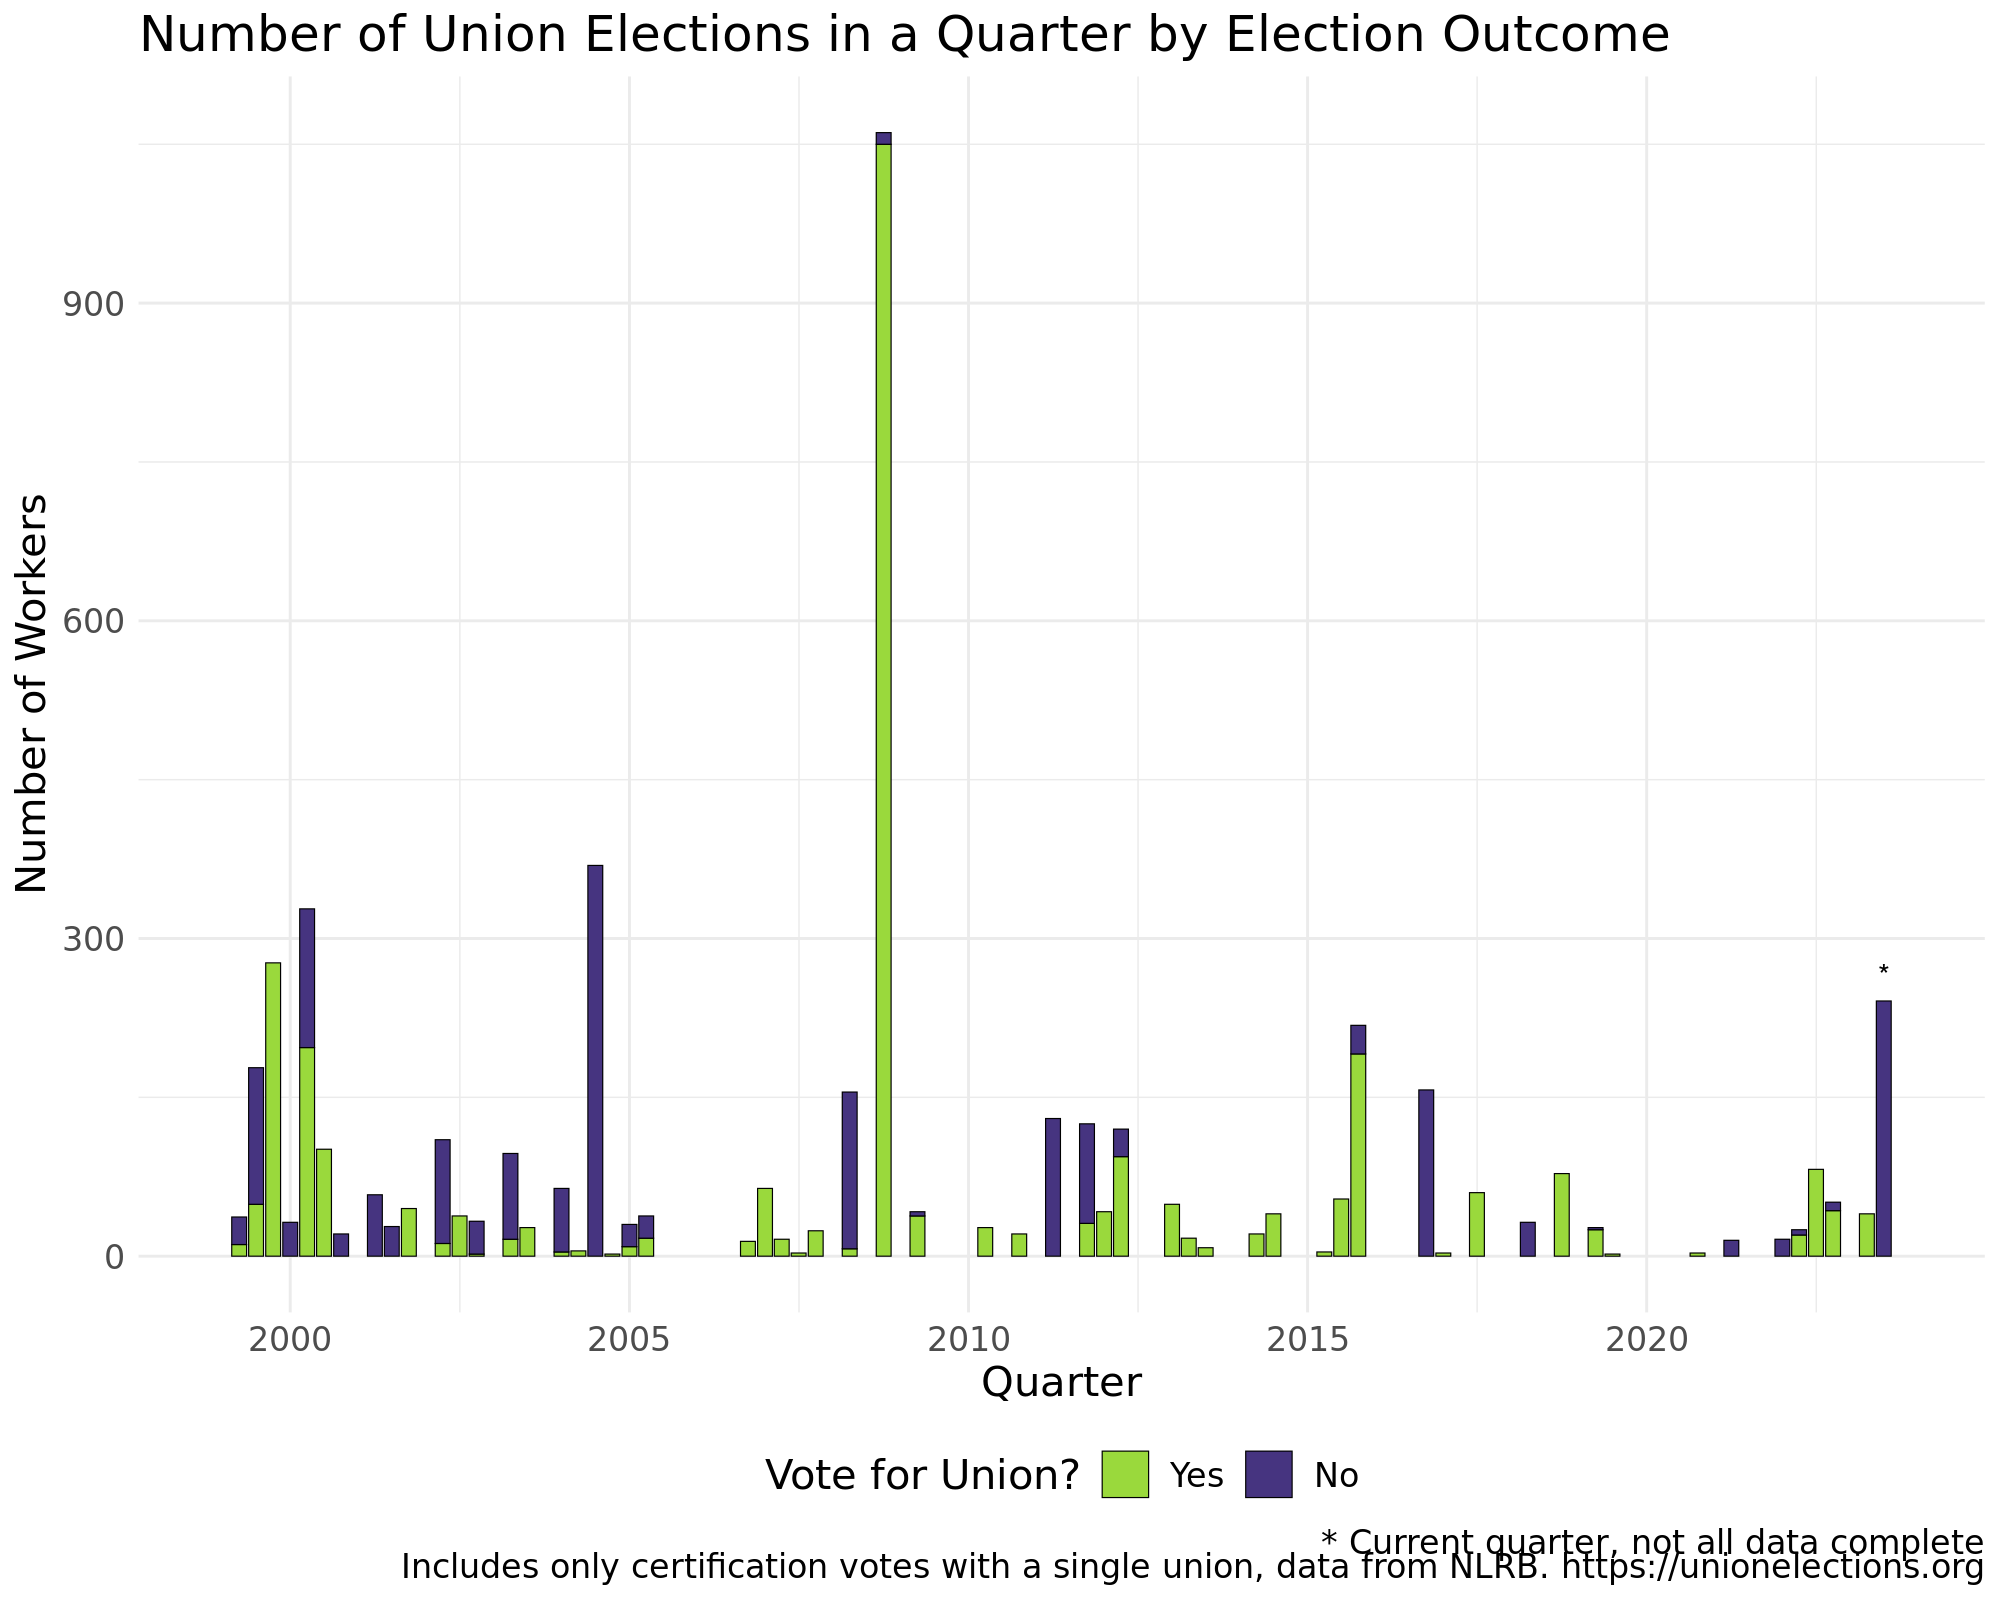 Number of Union Elections in a Quarter by Election Outcome
Number of Workers
900
600
300
0
*
2000 2005 2010 2015 2020
Quarter
Vote for Union? Yes No
* Current quarter, not all data complete
Includes only certification votes with a single union, data from NLRB. https://unionelections.org